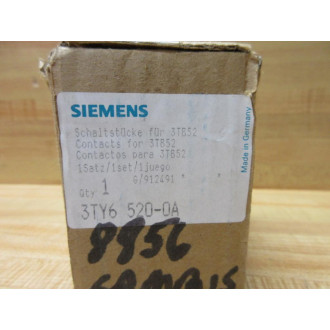 SIEMENS
Schaltstücke für 3TB52
Contacts for 3TB52
Contactos para 3TB52
1Satz/1set/1juego
G/912491 " "
Qty 1
3TY6 520-0A
Made in Germany
8956